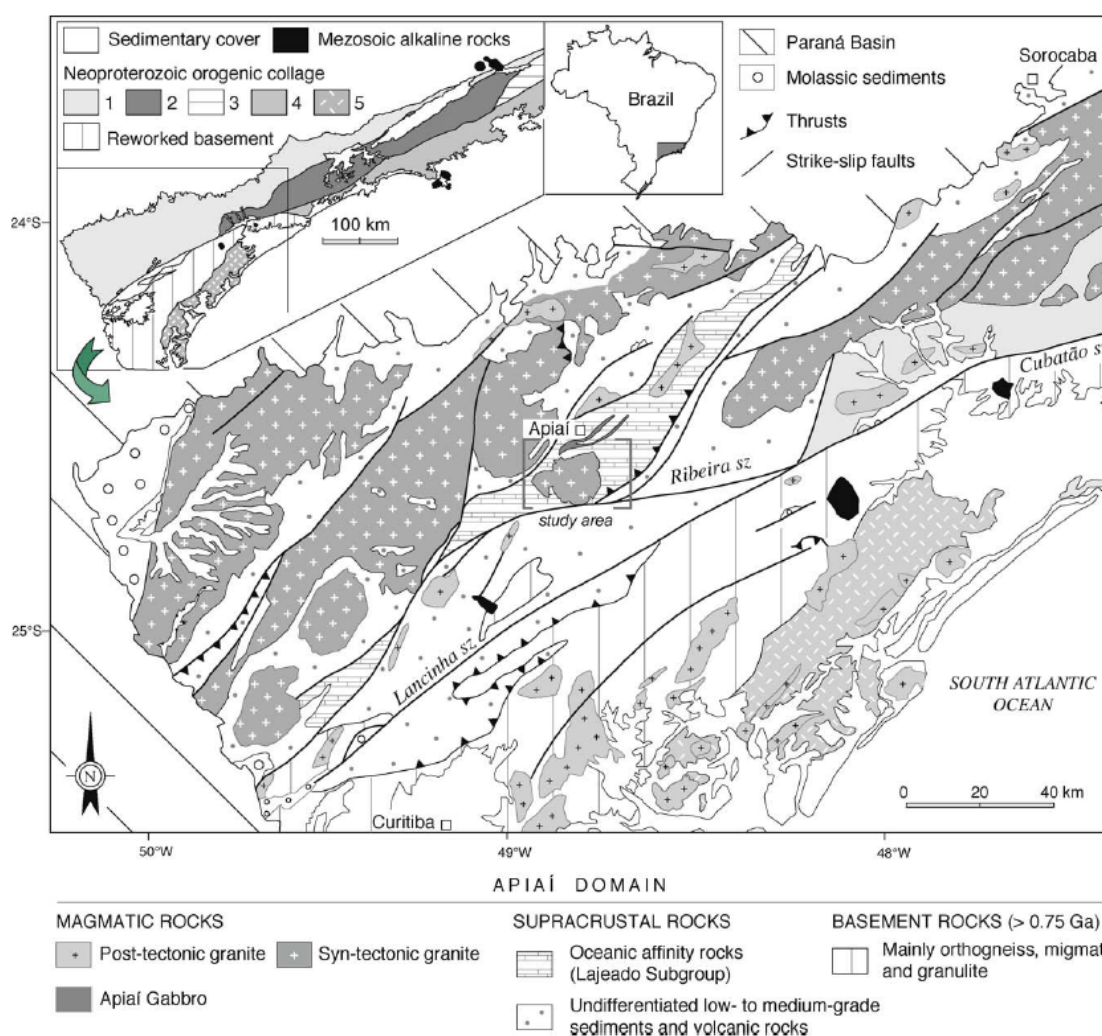 Sedimentary cover
Mezosoic alkaline rocks
Neoproterozoic orogenic collage
1 2 3 4 5
Reworked basement
100 km
Brazil
Paraná Basin
Molassic sediments
Thrusts
Strike-slip faults
Sorocaba
24°S
Cubatão s
Apiaí
Ribeira sz
study area
25°S
Lancinha sz
SOUTH ATLANTIC
OCEAN
N
0 20 40 km
Curitiba
50°W 49°W 48°W
APIAÍ DOMAIN
MAGMATIC ROCKS
Post-tectonic granite
Syn-tectonic granite
Apiaí Gabbro
SUPRACRUSTAL ROCKS
Oceanic affinity rocks
(Lajeado Subgroup)
Undifferentiated low- to medium-grade
sediments and volcanic rocks
BASEMENT ROCKS (> 0.75 Ga)
Mainly orthogneiss, migmat
and granulite